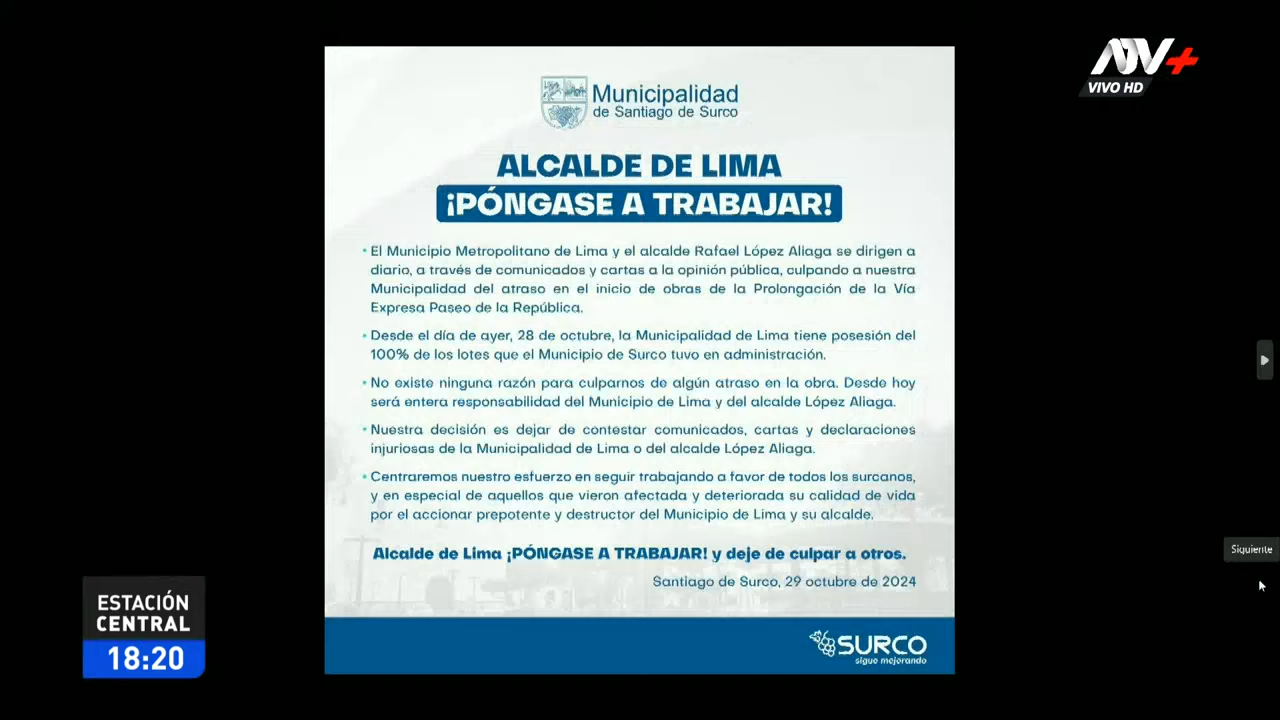 ATV+
VIVO HD
Municipalidad
de Santiago de Surco
ALCALDE DE LIMA
¡PÓNGASE A TRABAJAR!
• El Municipio Metropolitano de Lima y el alcalde Rafael López Aliaga se dirigen a
diario, a través de comunicados y cartas a la opinión pública, culpando a nuestra
Municipalidad del atraso en el inicio de obras de la Prolongación de la Vía
Expresa Paseo de la República.
• Desde el día de ayer, 28 de octubre, la Municipalidad de Lima tiene posesión del
100% de los lotes que el Municipio de Surco tuvo en administración.
• No existe ninguna razón para culparnos de algún atraso en la obra. Desde hoy
será entera responsabilidad del Municipio de Lima y del alcalde López Aliaga.
• Nuestra decisión es dejar de contestar comunicados, cartas y declaraciones
injuriosas de la Municipalidad de Lima o del alcalde López Aliaga.
• Centraremos nuestro esfuerzo en seguir trabajando a favor de todos los surcanos,
y en especial de aquellos que vieron afectada y deteriorada su calidad de vida
por el accionar prepotente y destructor del Municipio de Lima y su alcalde.
Alcalde de Lima ¡PÓNGASE A TRABAJAR! y deje de culpar a otros.
Santiago de Surco, 29 octubre de 2024
Siguiente
ESTACIÓN
CENTRAL
18:20
SURCO
sigue mejorando